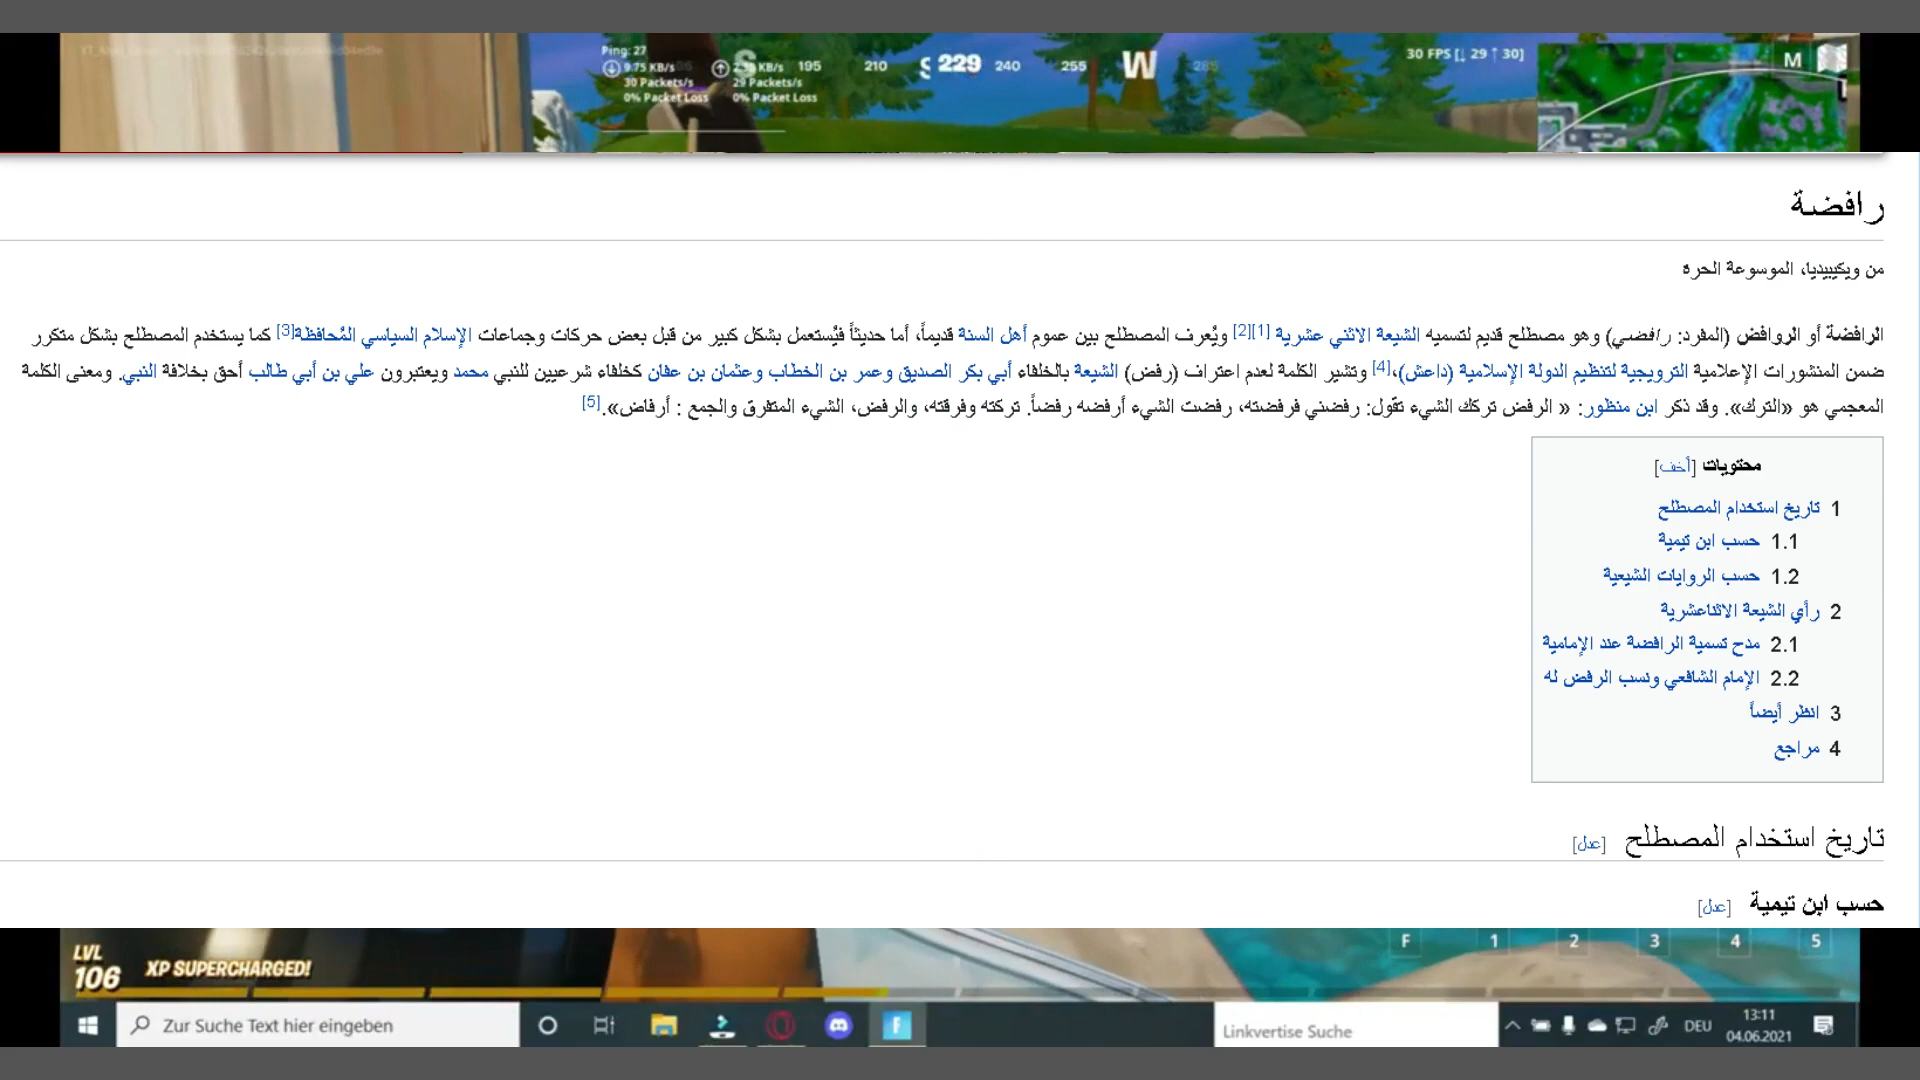 Ping: 27
9.75 KB/s
KB/s
195
210
S
229
240
255
W
285
30 FPS [↓ 29 ↑ 30]
M
30 Packets/s
29 Packets/s
0% Packet Loss
0% Packet Loss
رافضة
من ويكيبيديا، الموسوعة الحرة
الرافضة أو الروافض (المفرد: رافضي) وهو مصطلح قديم لتسميه الشيعة الاثني عشرية [1][2] ويُعرف المصطلح بين عموم أهل السنة قديماً، أما حديثاً فيُستعمل بشكل كبير من قبل بعض حركات وجماعات الإسلام السياسي المُحافظة[3] كما يستخدم المصطلح بشكل متكرر
ضمن المنشورات الإعلامية الترويجية لتنظيم الدولة الإسلامية (داعش)،[4] وتشير الكلمة لعدم اعتراف (رفض) الشيعة بالخلفاء أبي بكر الصديق وعمر بن الخطاب وعثمان بن عفان كخلفاء شرعيين للنبي محمد ويعتبرون علي بن أبي طالب أحق بخلافة النبي. ومعنى الكلمة
المعجمي هو «الترك». وقد ذكر ابن منظور: « الرفض تركك الشيء تقول: رفضني فرفضته، رفضت الشيء أرفضه رفضاً. تركته وفرقته، والرفض، الشيء المتفرق والجمع : أرفاض».[5]
محتويات [أخف]
1 تاريخ استخدام المصطلح
1.1 حسب ابن تيمية
1.2 حسب الروايات الشيعية
2 رأي الشيعة الاثناعشرية
2.1 مدح تسمية الرافضة عند الإمامية
2.2 الإمام الشافعي ونسب الرفض له
3 انظر أيضاً
4 مراجع
تاريخ استخدام المصطلح [عدل]
حسب ابن تيمية [عدل]
LVL
106
XP SUPERCHARGED!
F 1 2 3 4 5
Zur Suche Text hier eingeben
Linkvertise Suche
DEU
13:11
04.06.2021